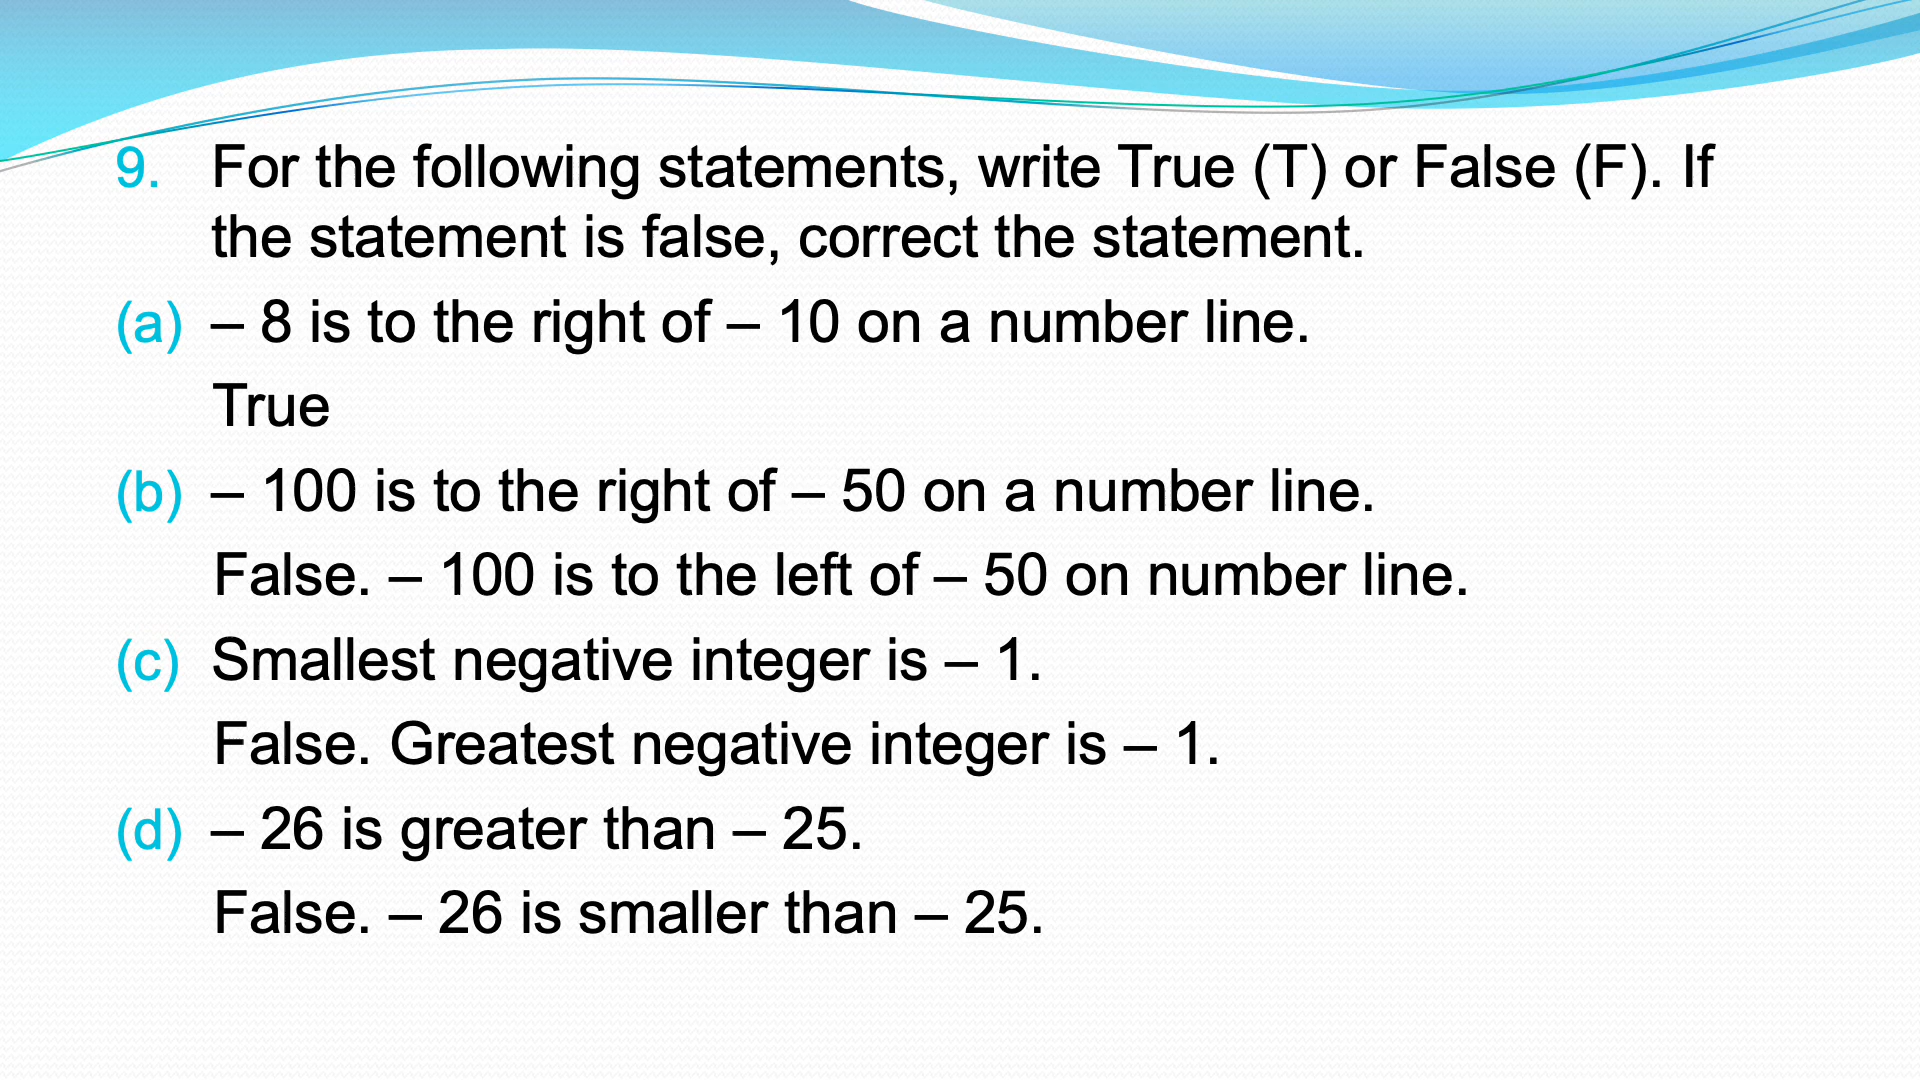 9. For the following statements, write True (T) or False (F). If
the statement is false, correct the statement.
(a) – 8 is to the right of – 10 on a number line.
True
(b) – 100 is to the right of – 50 on a number line.
False. – 100 is to the left of – 50 on number line.
(c) Smallest negative integer is – 1.
False. Greatest negative integer is – 1.
(d) – 26 is greater than – 25.
False. – 26 is smaller than – 25.